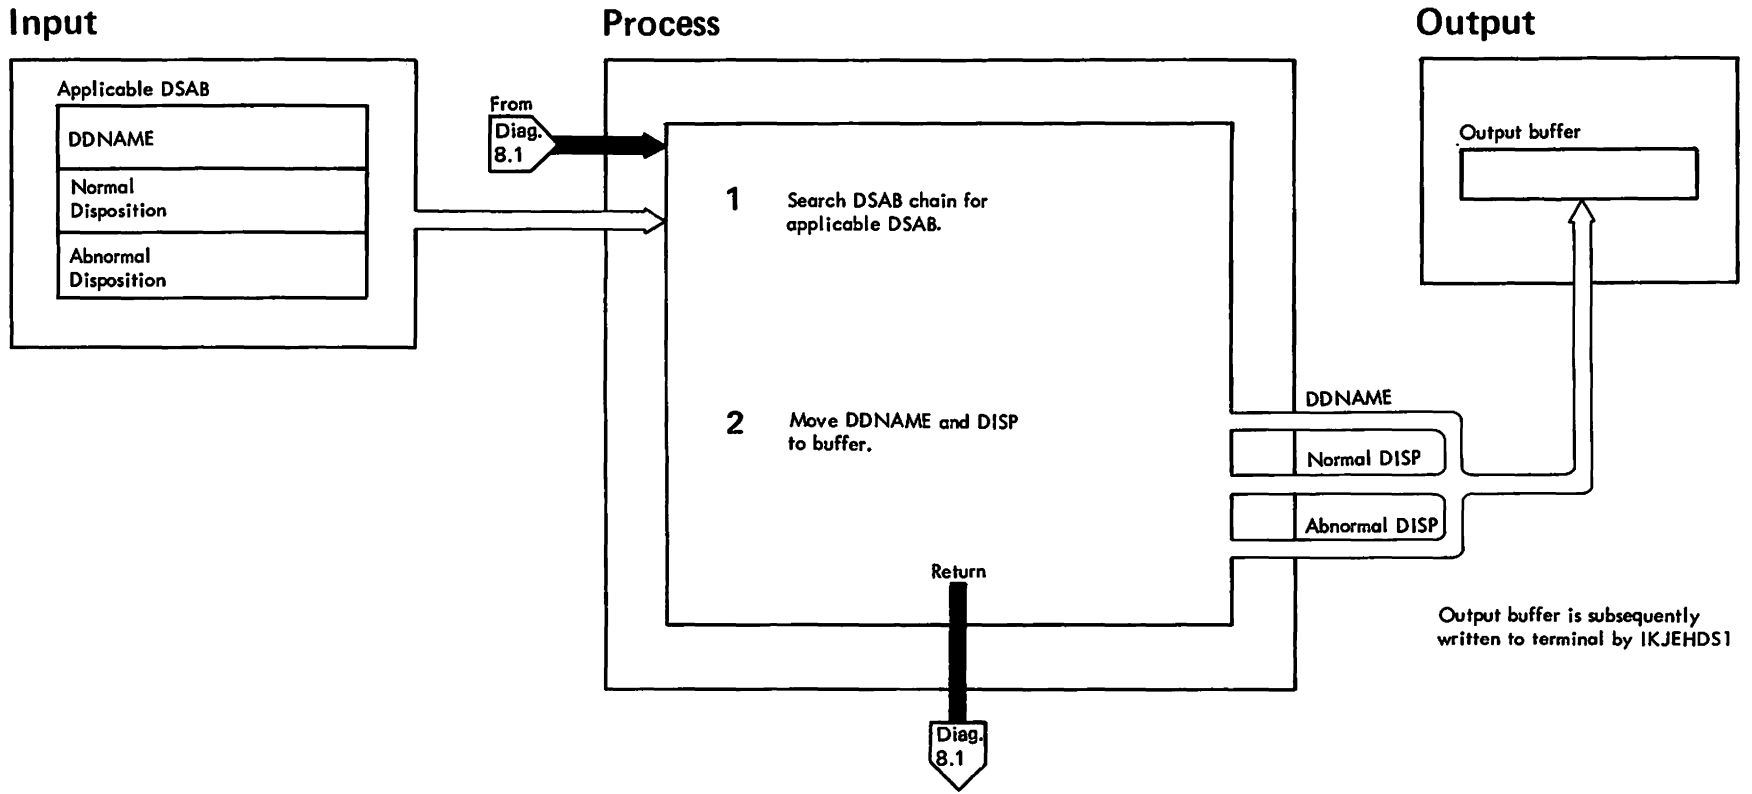 Input
Process
Output
Applicable DSAB
DDNAME
Normal
Disposition
Abnormal
Disposition
From
Diag.
8.1
1
Search DSAB chain for
applicable DSAB.
2
Move DDNAME and DISP
to buffer.
Return
Diag.
8.1
Output buffer
DDNAME
Normal DISP
Abnormal DISP
Output buffer is subsequently
written to terminal by IKJEHDS1